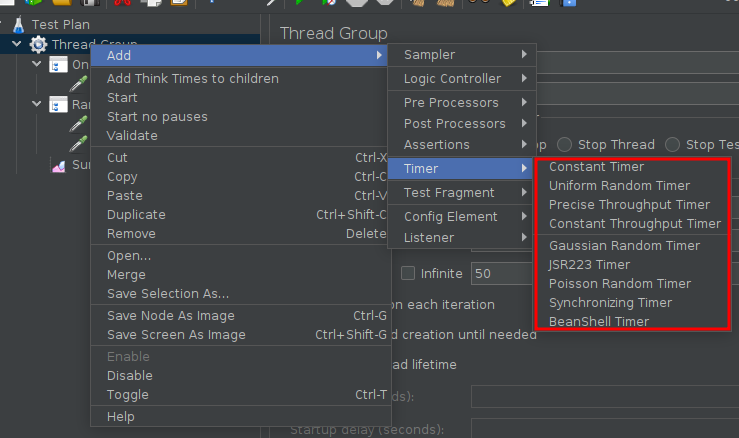 Test Plan
Thread Group
Thread Group
Add
Add Think Times to children
Start
Start no pauses
Validate
Cut Ctrl-X
Copy Ctrl-C
Paste Ctrl-V
Duplicate Ctrl+Shift-C
Remove Delete
Open...
Merge
Save Selection As...
Save Node As Image Ctrl-G
Save Screen As Image Ctrl+Shift-G
Enable
Disable
Toggle Ctrl-T
Help
Sampler
Logic Controller
Pre Processors
Post Processors
Assertions
Timer
Test Fragment
Config Element
Listener
Constant Timer
Uniform Random Timer
Precise Throughput Timer
Constant Throughput Timer
Gaussian Random Timer
JSR223 Timer
Poisson Random Timer
Synchronizing Timer
BeanShell Timer
On
Ran
Su
Stop Thread
Stop Tes
Infinite 50
on each iteration
d creation until needed
ad lifetime
ds):
Startup delay (seconds):